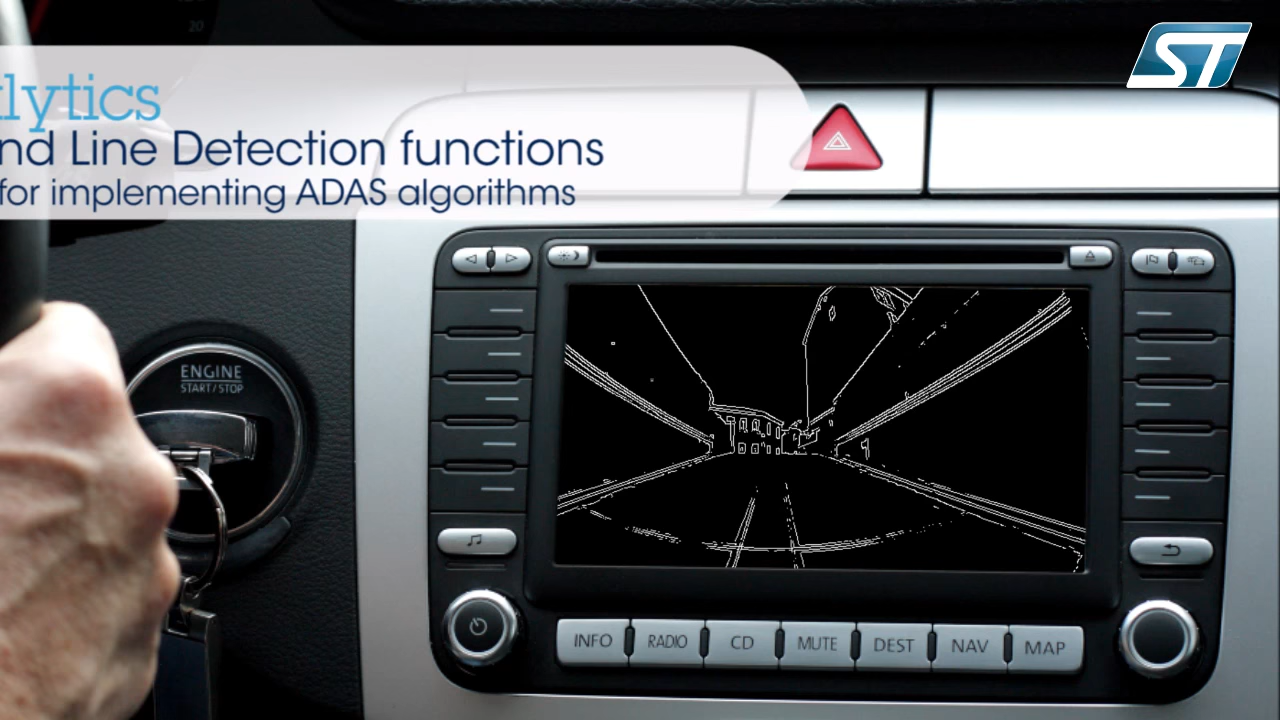 20
ST
lytics
nd Line Detection functions
for implementing ADAS algorithms
ENGINE
START/STOP
INFO
RADIO
CD
MUTE
DEST
NAV
MAP